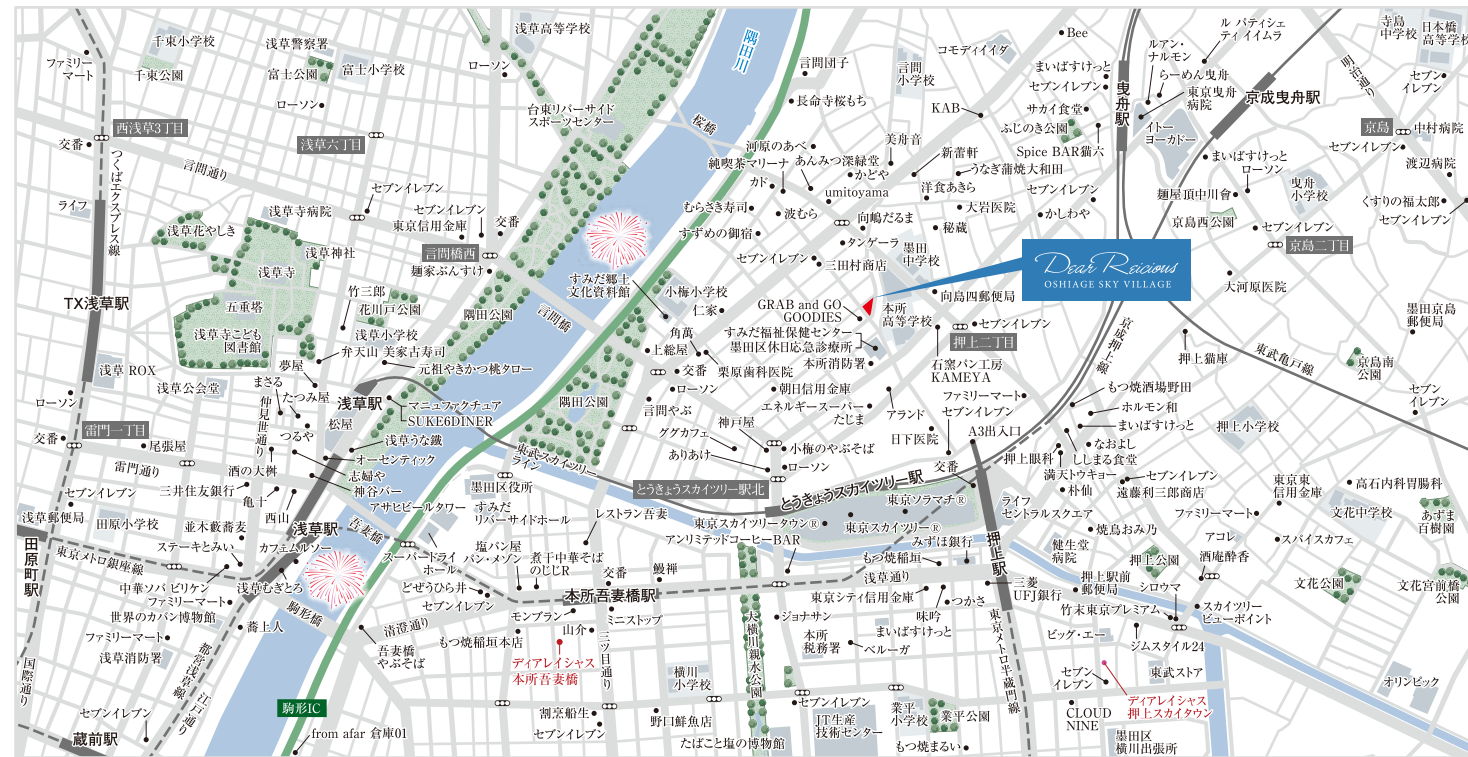 千束小学校
浅草警察署
ファミリー
マート
千束公園
富士公園
富士小学校
ローソン
西浅草3丁目
交番
浅草六丁目
つくばエクスプレス線
言問通り
ライフ
浅草寺病院
セブンイレブン
セブンイレブン
東京信用金庫
交番
言問橋西
麺家ぶんすけ
浅草花やしき
浅草神社
浅草寺
五重塔
浅草寺こども
図書館
竹三郎
花川戸公園
浅草小学校
隅田公園
言問橋
TX浅草駅
弁天山 美家古寿司
夢屋
元祖やきかつ桃タロー
浅草 ROX
浅草公会堂
まさる
たつみ屋
仲見世通り
つるや
松屋
浅草駅
マニュファクチュア
SUKE6DINER
ローソン
雷門一丁目
交番
尾張屋
雷門通り
酒の大桝
三井住友銀行
亀十
西山
浅草うな鐵
オーセンティック
志婦や
神谷バー
アサヒビールタワー
セブンイレブン
浅草郵便局
田原小学校
並木藪蕎麦
ステーキとみい
カフェムルソー
浅草駅
吾妻橋
田原町駅
東京メトロ銀座線
中華ソバ ビリケン
ファミリーマート
世界のカバン博物館
浅草むぎとろ
駒形橋
ファミリーマート
浅草消防署
蕎上人
国際通り
都営浅草線
江戸通り
セブンイレブン
蔵前駅
駒形IC
from afar 倉庫01
浅草高等学校
ローソン
隅田川
台東リバーサイド
スポーツセンター
桜橋
言問団子
長命寺桜もち
言問
小学校
コモディイイダ
Bee
KAB
河原のあべ
純喫茶マリーナ
カド
あんみつ深緑堂
かどや
美舟音
umitoyama
新蕾軒
うなぎ蒲焼大和田
洋食あきら
むらさき寿司
波むら
向嶋だるま
大岩医院
秘蔵
すずめの御宿
タンゲーラ
セブンイレブン
三田村商店
墨田
中学校
すみだ郷土
文化資料館
小梅小学校
仁家
GRAB and GO
GOODIES
本所
高等学校
向島四郵便局
Dear Reicious
OSHIAGE SKY VILLAGE
角萬
上総屋
すみだ福祉保健センター
墨田区休日応急診療所
本所消防署
押上二丁目
セブンイレブン
交番
栗原歯科医院
ローソン
朝日信用金庫
石窯パン工房
KAMEYA
隅田公園
言問やぶ
エネルギースーパー
たじま
アランド
ファミリーマート
セブンイレブン
神戸屋
ググカフェ
小梅のやぶそば
日下医院
A3出入口
ありあけ
ローソン
交番
東武スカイツリー
ライン
とうきょうスカイツリー駅北
とうきょうスカイツリー駅
墨田区役所
すみだ
リバーサイドホール
レストラン吾妻
東京スカイツリータウン®
東京ソラマチ®
東京スカイツリー®
アンリミテッドコーヒーBAR
みずほ銀行
スーパードライ
ホール
塩パン屋
パン・メゾン
煮干中華そば
のじじR
交番
鰻禅
もつ焼稲垣
浅草通り
押上駅
どぜうひら井
セブンイレブン
本所吾妻橋駅
東京シティ信用金庫
三菱
UFJ銀行
味吟
つかさ
清澄通り
モンブラン
山介
ミニストップ
ジョナサン
まいばすけっと
もつ焼稲垣本店
三ツ目通り
大横川親水公園
本所
税務署
ベルーガ
吾妻橋
やぶそば
ディアレイシャス
本所吾妻橋
横川
小学校
東京メトロ半蔵門線
割烹船生
セブンイレブン
野口鮮魚店
たばこと塩の博物館
セブンイレブン
JT生産
技術センター
業平
小学校
業平公園
もつ焼まるい
ルアン・
ナルモン
ル パティシェ
ティ イイムラ
寺島
中学校
日本橋
高等学校
まいばすけっと
セブンイレブン
サカイ食堂
ふじのき公園
Spice BAR猫六
曳舟駅
らーめん曳舟
東京曳舟
病院
イトー
ヨーカドー
京成曳舟駅
明治通り
セブン
イレブン
京島
中村病院
セブンイレブン
渡辺病院
セブンイレブン
かしわや
まいばすけっと
ローソン
曳舟
小学校
麺屋頂中川會
京島西公園
くすりの福太郎
セブンイレブン
セブンイレブン
京島二丁目
大河原医院
墨田京島
郵便局
京成押上線
押上猫庫
東武亀戸線
京島南
公園
セブン
イレブン
もつ焼酒場野田
ホルモン和
まいばすけっと
押上小学校
なおよし
ししまる食堂
押上眼科
満天トウキョー
朴仙
遠藤利三郎商店
東京東
信用金庫
高石内科胃腸科
ライフ
セントラルスクエア
ファミリーマート
文花中学校
あずま
百樹園
焼鳥おみ乃
スパイスカフェ
健生堂
病院
アコレ
押上公園
酒庵酔香
押上駅前
郵便局
シロウマ
文花公園
文花宮前橋
公園
竹末東京プレミアム
スカイツリー
ビューポイント
ビッグ・エー
ジムスタイル24
セブン
イレブン
東武ストア
オリンピック
ディアレイシャス
押上スカイタウン
CLOUD
NINE
墨田区
横川出張所